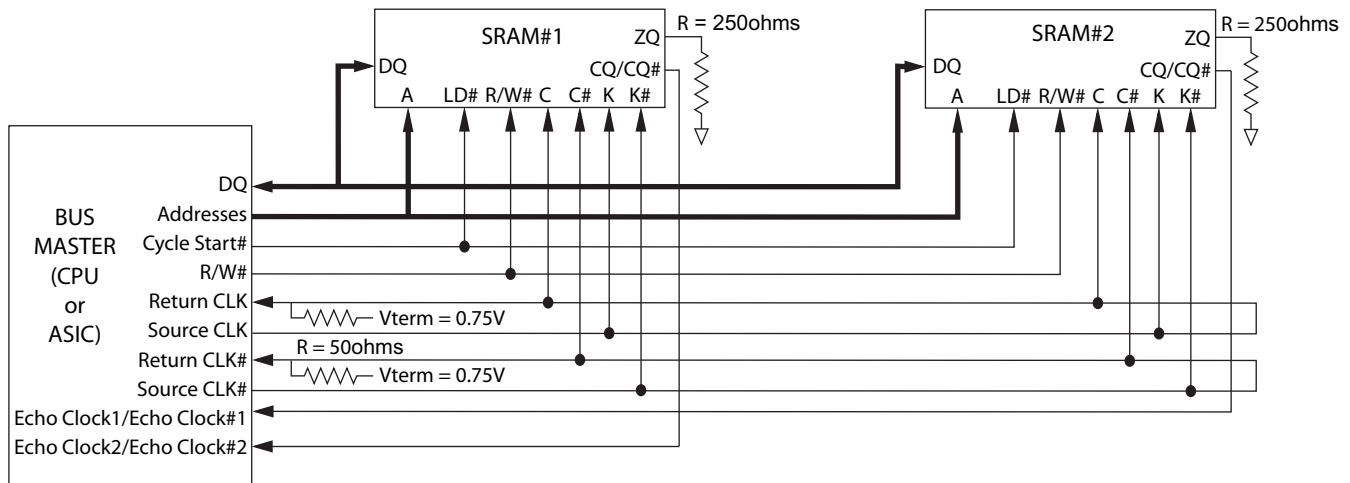 SRAM#1
ZQ
R = 250ohms
DQ
CQ/CQ#
A LD# R/W# C C# K K#
SRAM#2
ZQ
R = 250ohms
DQ
CQ/CQ#
A LD# R/W# C C# K K#
BUS
MASTER
(CPU
or
ASIC)
DQ
Addresses
Cycle Start#
R/W#
Return CLK
Vterm = 0.75V
Source CLK
R = 50ohms
Return CLK#
Vterm = 0.75V
Source CLK#
Echo Clock1/Echo Clock#1
Echo Clock2/Echo Clock#2